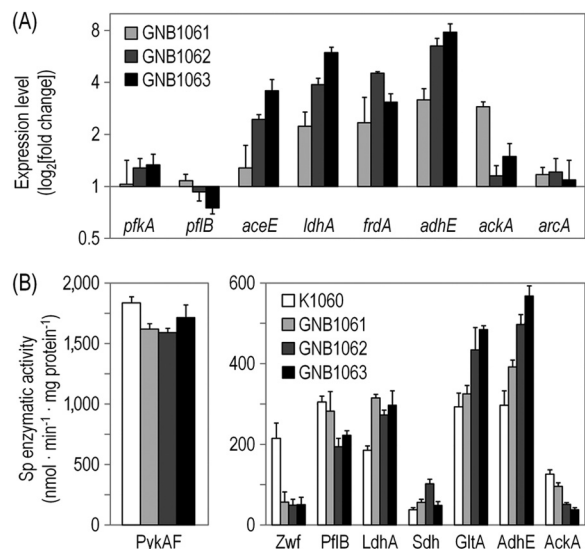 (A)
GNB1061
GNB1062
GNB1063
Expression level
(log2[fold change])
8
4
2
1
0.5
pfkA pflB aceE ldhA frdA adhE ackA arcA
(B)
Sp enzymatic activity
(nmol · min⁻¹ · mg protein⁻¹)
2,000
1,500
1,000
500
0
PykAF
600
400
200
0
K1060
GNB1061
GNB1062
GNB1063
Zwf PflB LdhA Sdh GltA AdhE AckA